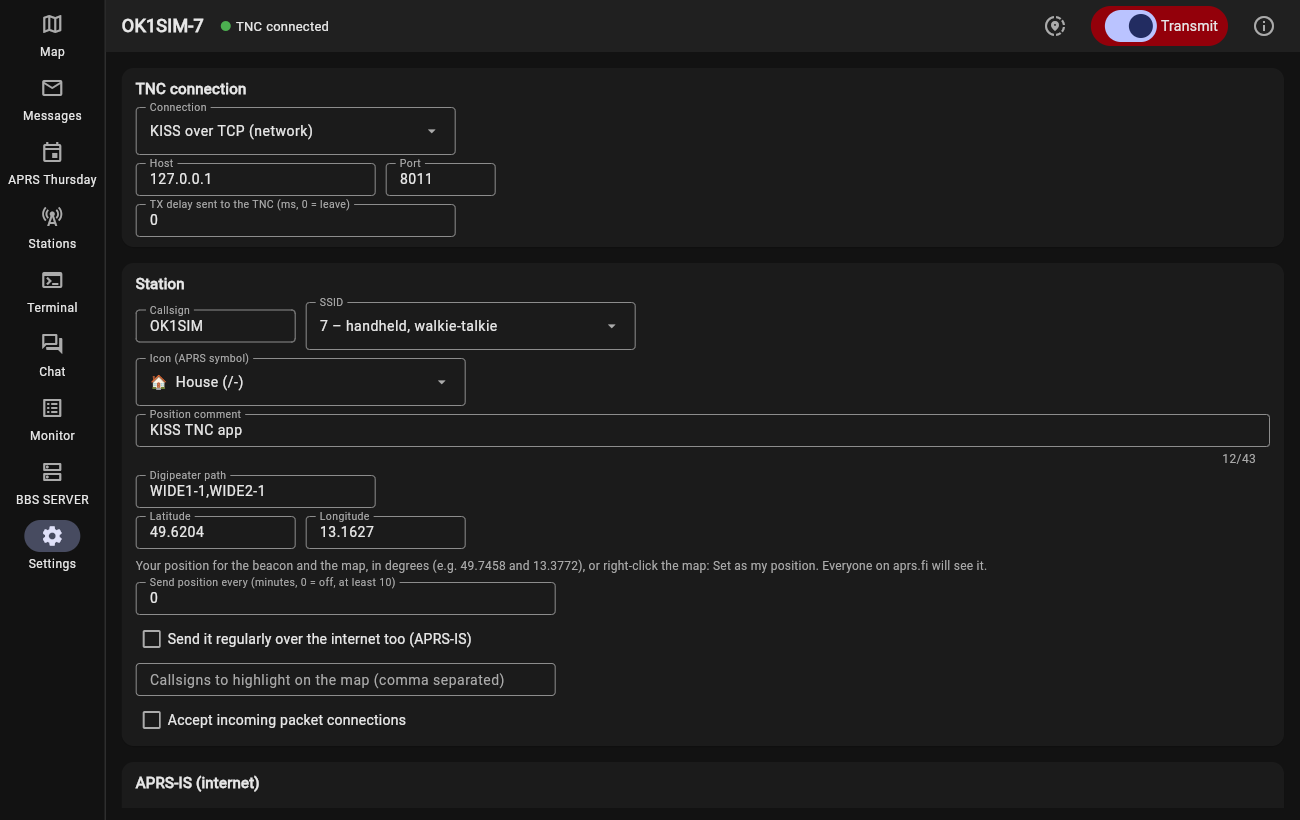 OK1SIM-7
TNC connected
Transmit
Map
Messages
APRS Thursday
Stations
Terminal
Chat
Monitor
BBS SERVER
Settings
TNC connection
Connection
KISS over TCP (network)
Host
127.0.0.1
Port
8011
TX delay sent to the TNC (ms, 0 = leave)
0
Station
Callsign
OK1SIM
SSID
7 – handheld, walkie-talkie
Icon (APRS symbol)
House (/-)
Position comment
KISS TNC app
12/43
Digipeater path
WIDE1-1,WIDE2-1
Latitude
49.6204
Longitude
13.1627
Your position for the beacon and the map, in degrees (e.g. 49.7458 and 13.3772), or right-click the map: Set as my position. Everyone on aprs.fi will see it.
Send position every (minutes, 0 = off, at least 10)
0
Send it regularly over the internet too (APRS-IS)
Callsigns to highlight on the map (comma separated)
Accept incoming packet connections
APRS-IS (internet)